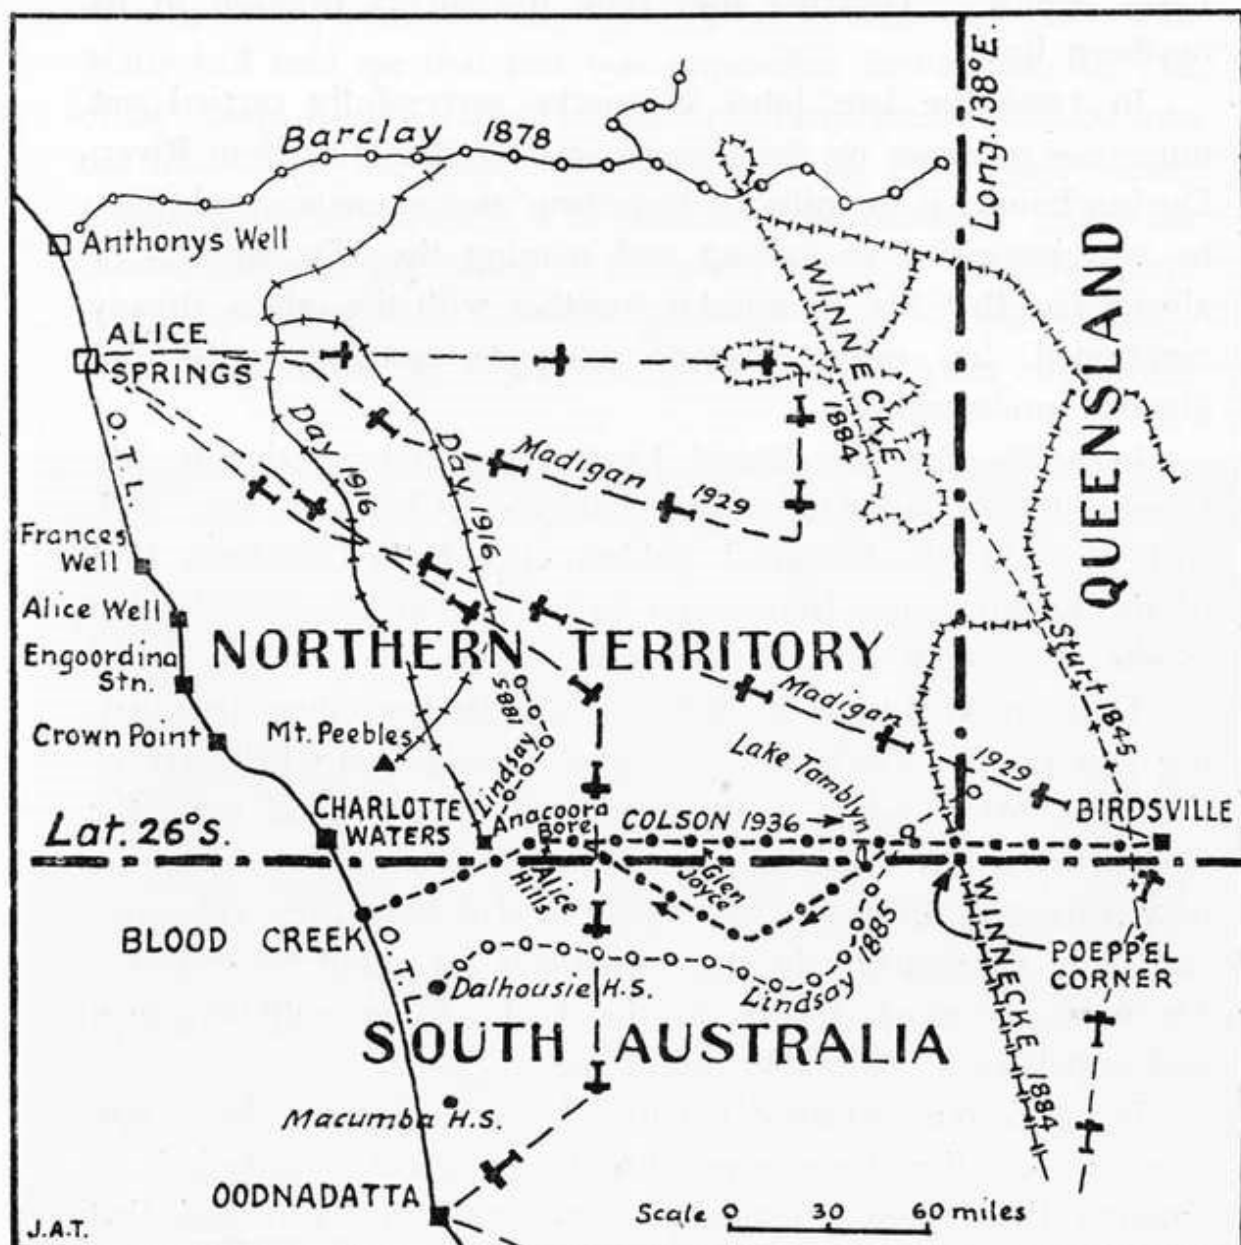 Barclay 1878
Long. 138°E.
Anthonys Well
WINNECKE
1884
QUEENSLAND
ALICE
SPRINGS
O.T.L.
Day 1916
Day 1916
Madigan 1929
Frances
Well
Alice Well
Engoordina
Stn.
NORTHERN TERRITORY
Sturt 1845
Crown Point
Mt. Peebles
Lindsay 1885
Madigan 1929
Lake Tamblyn
CHARLOTTE
WATERS
Anacoora
Bore
COLSON 1936
BIRDSVILLE
Lat. 26°S.
Alice
Hills
Glen
Joyce
BLOOD CREEK
O.T.L.
Dalhousie H.S.
Lindsay 1885
WINNECKE 1884
POEPPEL
CORNER
SOUTH AUSTRALIA
Macumba H.S.
OODNADATTA
Scale 0 30 60 miles
J.A.T.